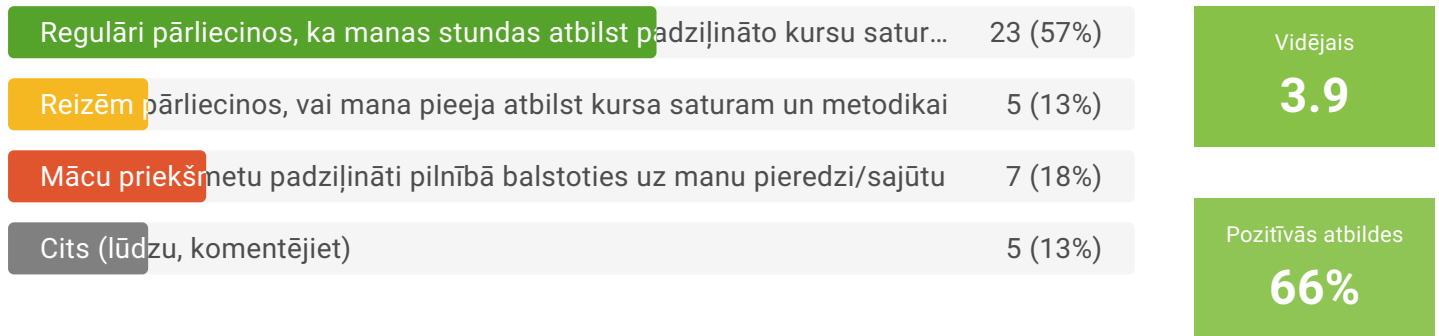 Regulāri pārliecinos, ka manas stundas atbilst padziļināto kursu satur... 23 (57%)
Reizēm pārliecinos, vai mana pieeja atbilst kursa saturam un metodikai 5 (13%)
Mācu priekšmetu padziļināti pilnībā balstoties uz manu pieredzi/sajūtu 7 (18%)
Cits (lūdzu, komentējiet) 5 (13%)
Vidējais
3.9
Pozitīvās atbildes
66%